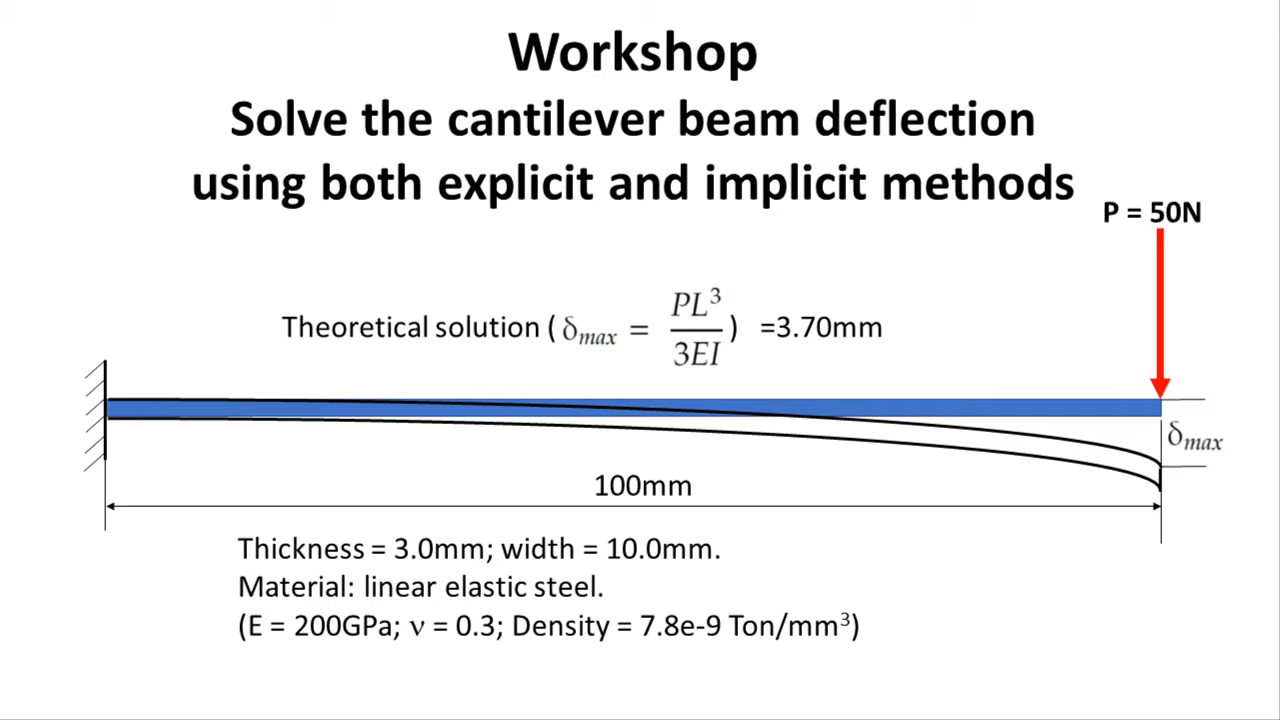 Workshop
Solve the cantilever beam deflection
using both explicit and implicit methods
P = 50N
Theoretical solution ( δmax = PL³/3EI ) =3.70mm
δmax
100mm
Thickness = 3.0mm; width = 10.0mm.
Material: linear elastic steel.
(E = 200GPa; ν = 0.3; Density = 7.8e-9 Ton/mm³)